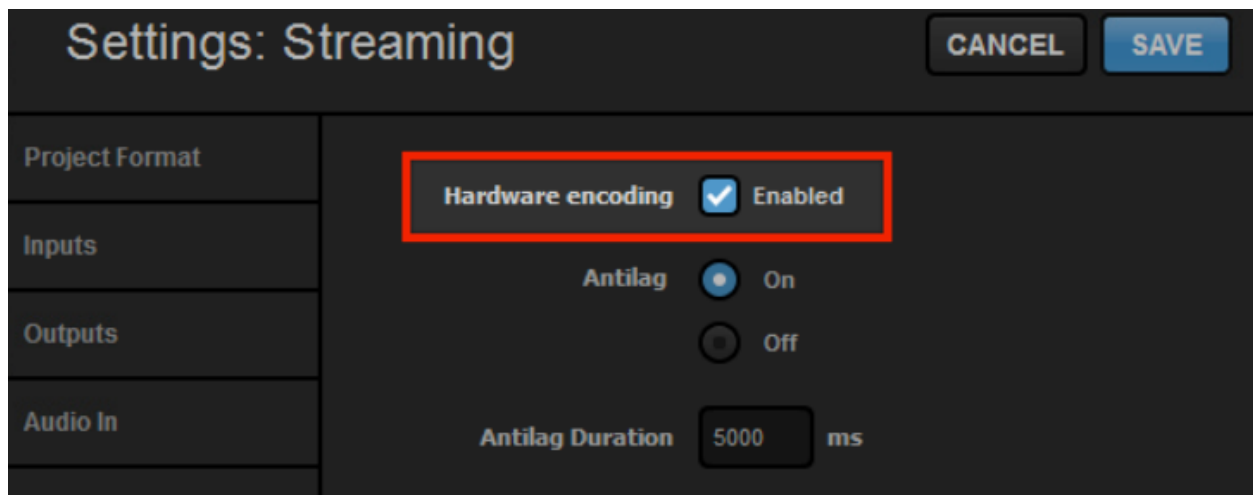 Settings: Streaming
CANCEL
SAVE
Project Format
Inputs
Outputs
Audio In
Hardware encoding Enabled
Antilag On
Off
Antilag Duration 5000 ms